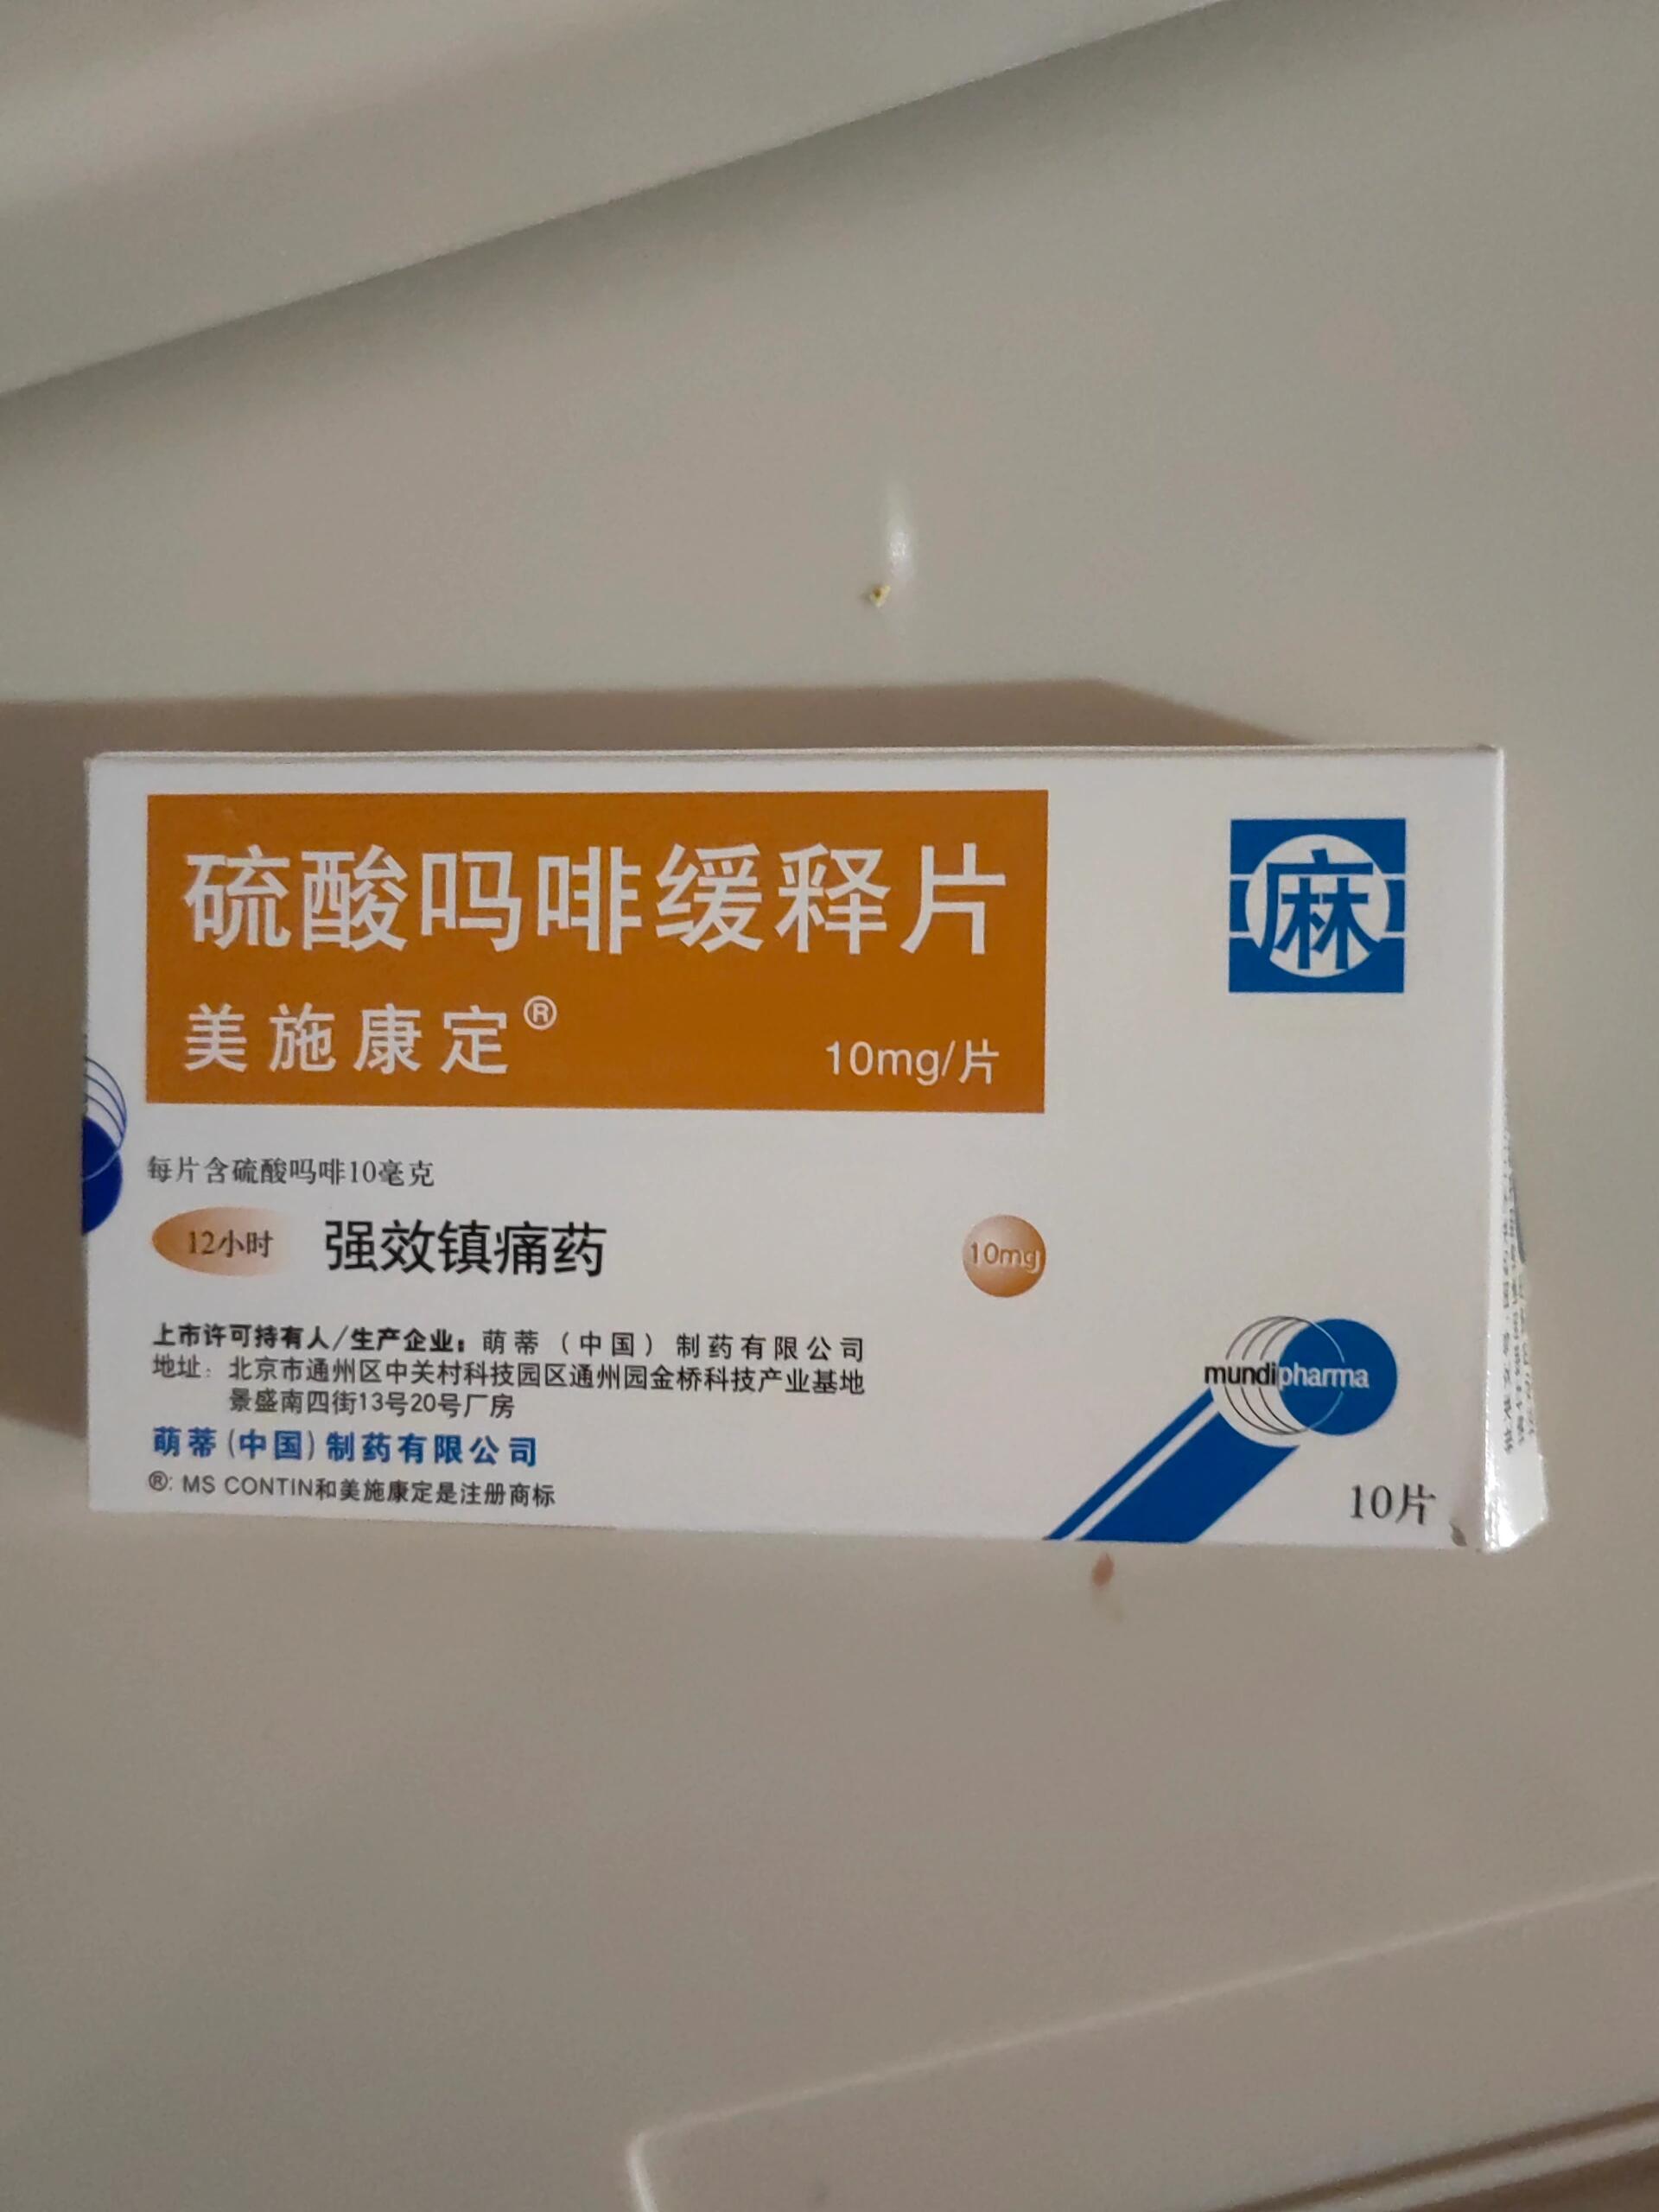 硫酸吗啡缓释片
麻
美施康定®
10mg/片
每片含硫酸吗啡10毫克
12小时 强效镇痛药
10mg
上市许可持有人/生产企业：萌蒂（中国）制药有限公司
地址：北京市通州区中关村科技园区通州园金桥科技产业基地
景盛南四街13号20号厂房
mundipharma
萌蒂(中国)制药有限公司
®: MS CONTIN和美施康定是注册商标
10片